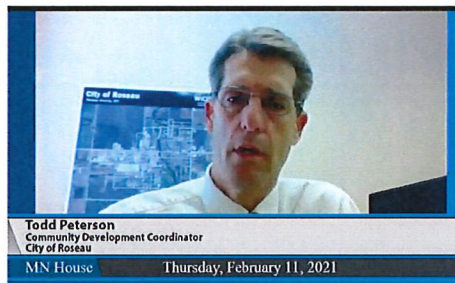 City of Roseau
Todd Peterson
Community Development Coordinator
City of Roseau
MN House Thursday, February 11, 2021